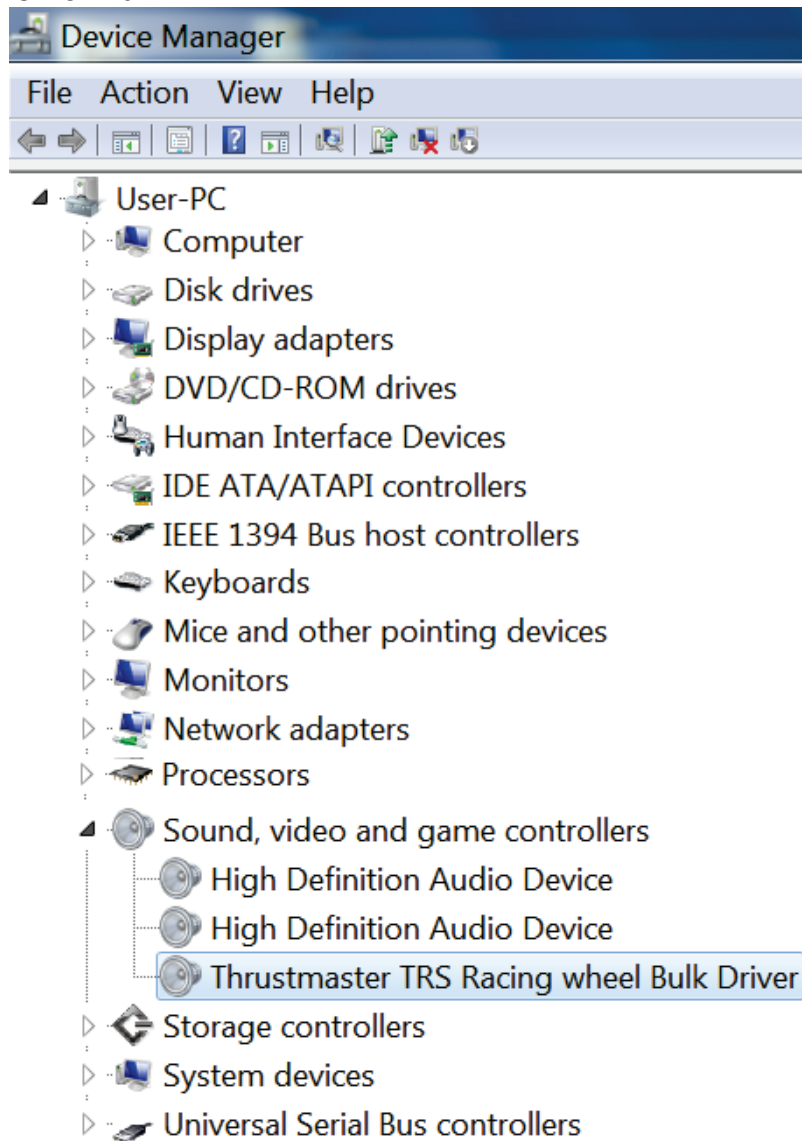 Device Manager
File Action View Help
User-PC
Computer
Disk drives
Display adapters
DVD/CD-ROM drives
Human Interface Devices
IDE ATA/ATAPI controllers
IEEE 1394 Bus host controllers
Keyboards
Mice and other pointing devices
Monitors
Network adapters
Processors
Sound, video and game controllers
High Definition Audio Device
High Definition Audio Device
Thrustmaster TRS Racing wheel Bulk Driver
Storage controllers
System devices
Universal Serial Bus controllers